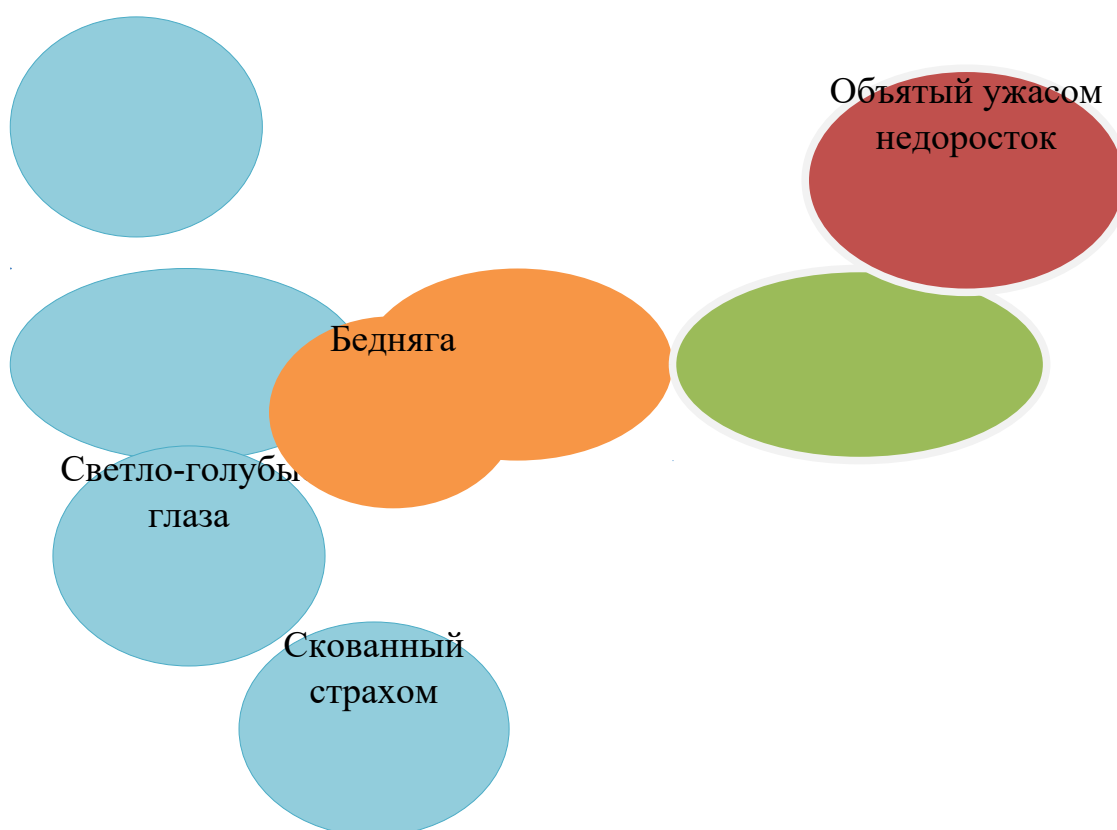 Объятый ужасом
недоросток
Бедняга
Светло-голубы
глаза
Скованный
страхом